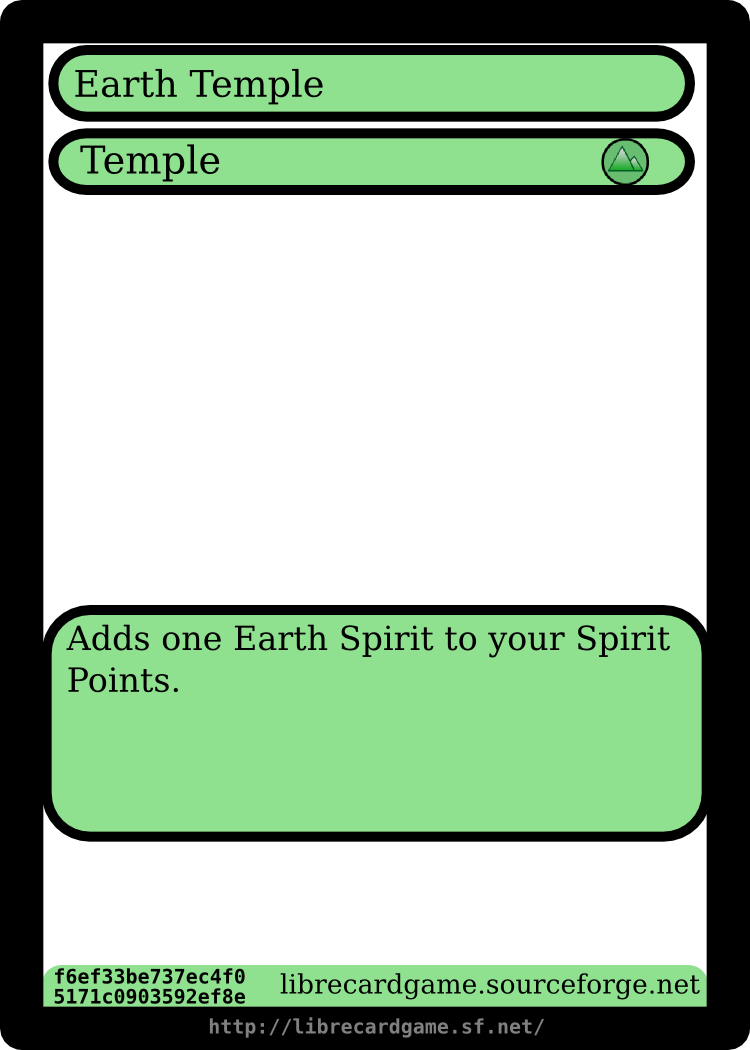 Earth Temple
Temple
Adds one Earth Spirit to your Spirit
Points.
f6ef33be737ec4f0
5171c0903592ef8e
librecardgame.sourceforge.net
http://librecardgame.sf.net/